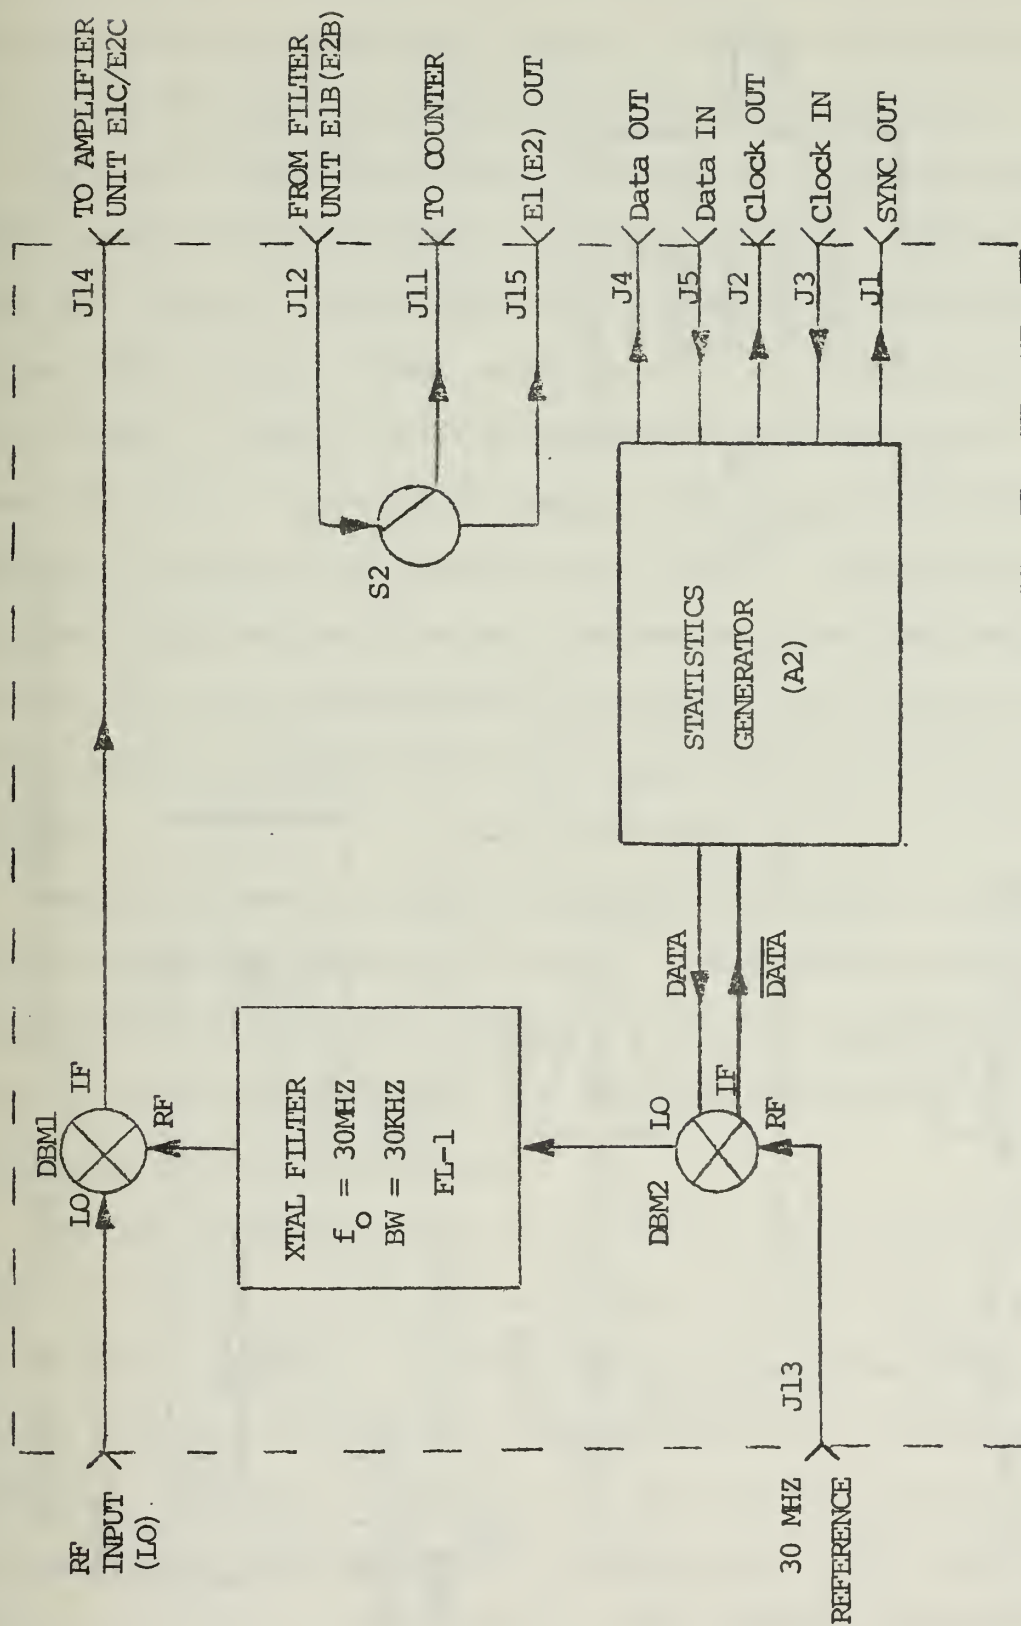 RF
INPUT
(LO)
LO
DBM1
IF
RF
J14
TO AMPLIFIER
UNIT E1C/E2C
XTAL FILTER
fo = 30MHZ
BW = 30KHZ
FL-1
J12
FROM FILTER
UNIT E1B(E2B)
S2
J11
TO COUNTER
J15
E1(E2) OUT
DBM2
LO
IF
RF
DATA
DATA
STATISTICS
GENERATOR
(A2)
J4
Data OUT
J5
Data IN
J2
Clock OUT
J3
Clock IN
J1
SYNC OUT
30 MHZ
REFERENCE
J13